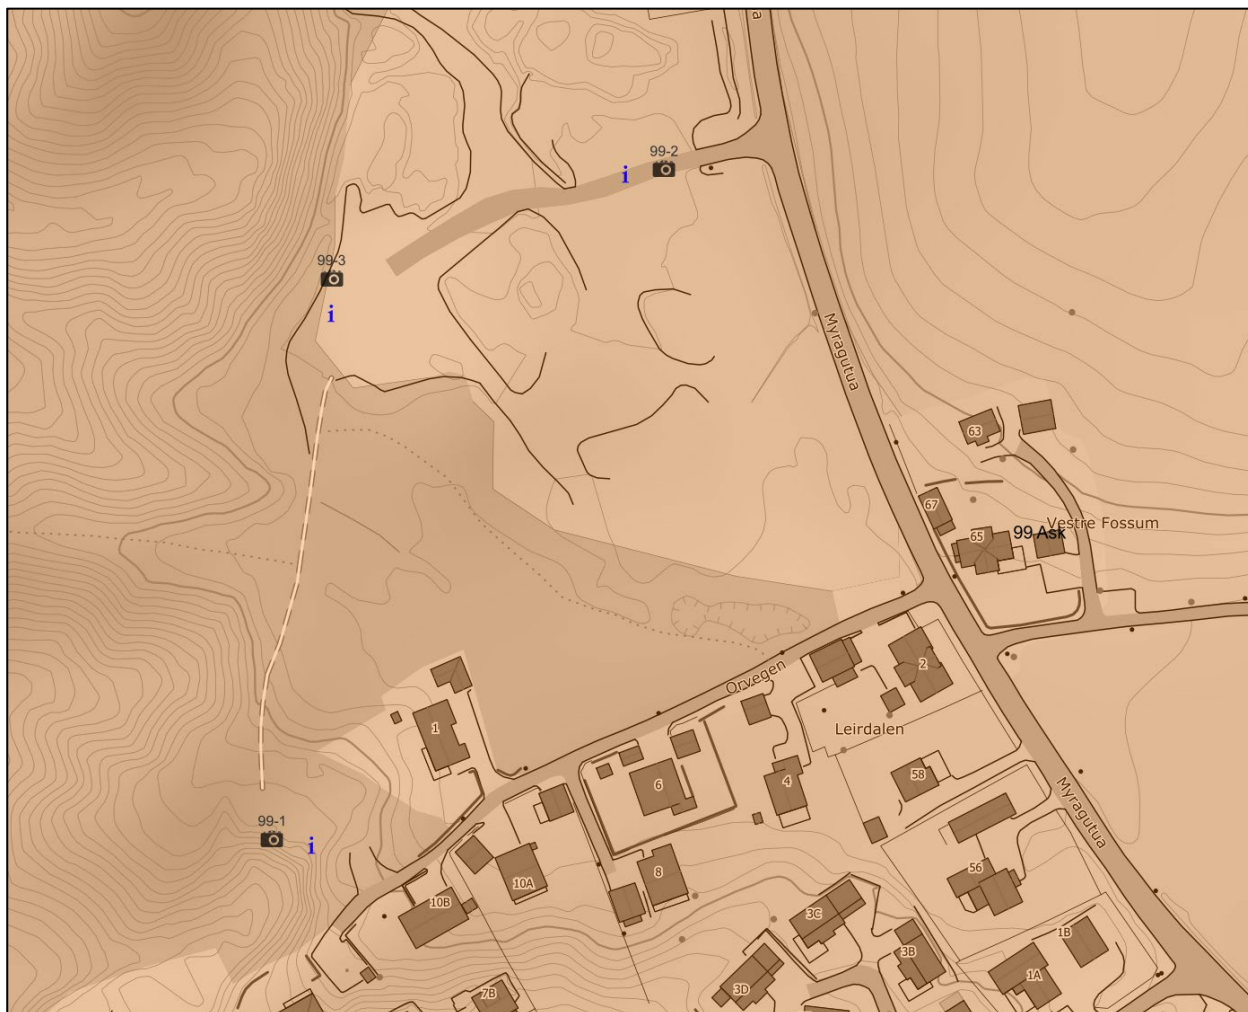 a
99-2
i
99-3
i
Myragutua
63
67
65
99 Ask
Vestre Fossum
2
Orvegen
Leirdalen
1
6
4
58
Myragutua
99-1
i
56
10A
8
10B
3C
1B
3B
1A
3D
7B